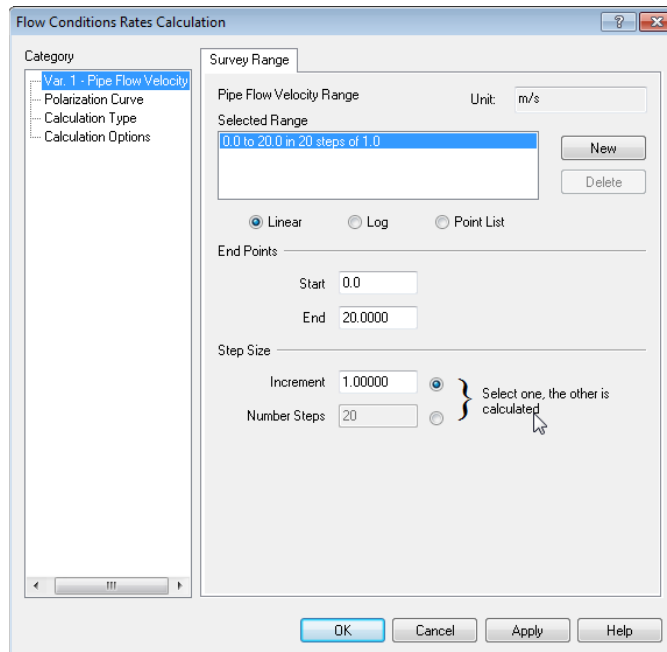 Flow Conditions Rates Calculation
Category
Var. 1 - Pipe Flow Velocity
Polarization Curve
Calculation Type
Calculation Options
Survey Range
Pipe Flow Velocity Range
Unit: m/s
Selected Range
0.0 to 20.0 in 20 steps of 1.0
New
Delete
Linear Log Point List
End Points
Start 0.0
End 20.0000
Step Size
Increment 1.00000
Number Steps 20
Select one, the other is
calculated
OK Cancel Apply Help